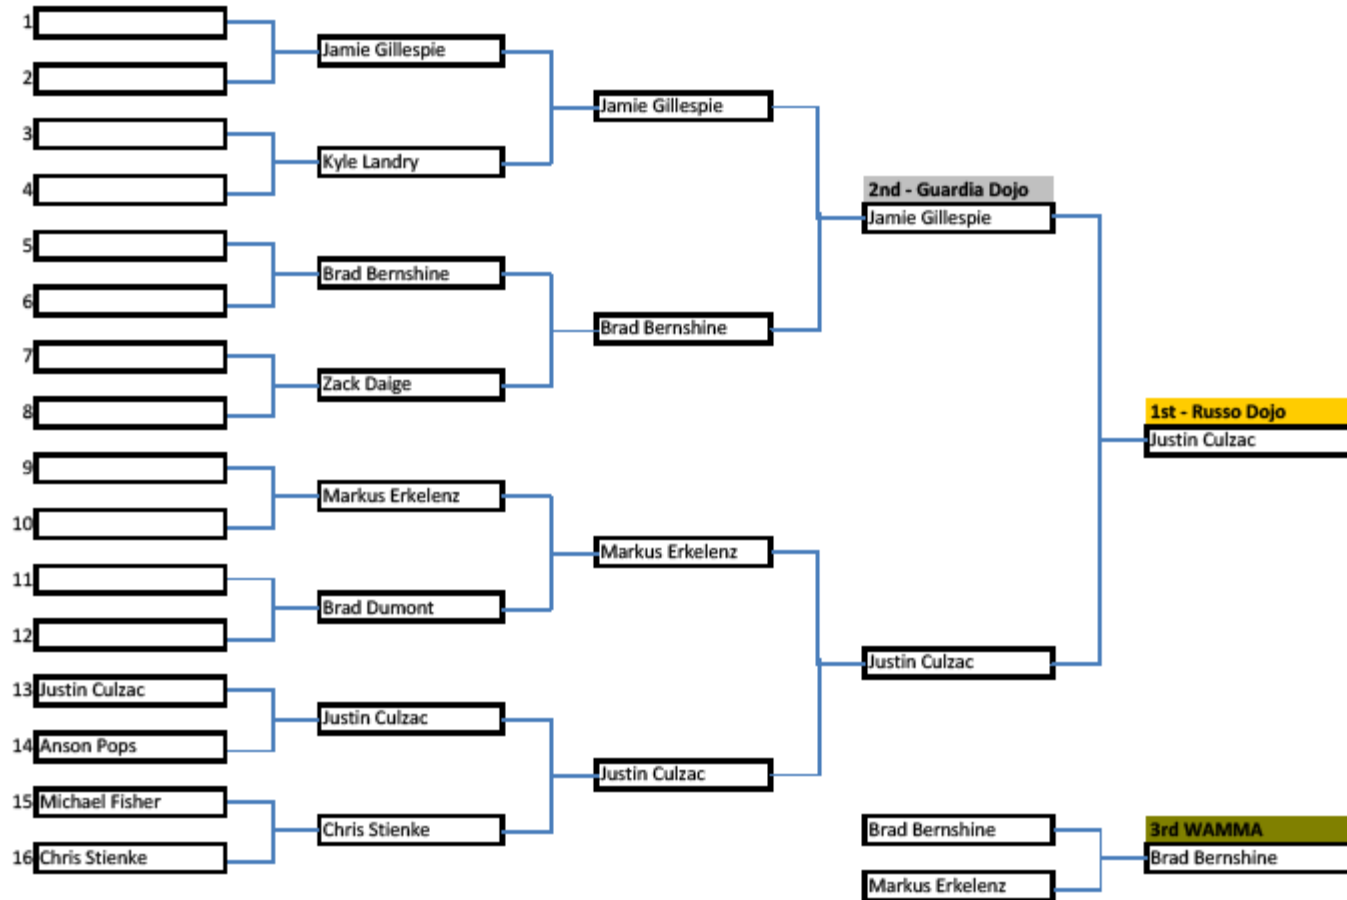 1
2
3
4
5
6
7
8
9
10
11
12
13 Justin Culzac
14 Anson Pops
15 Michael Fisher
16 Chris Stienke
Jamie Gillespie
Kyle Landry
Brad Bernshine
Zack Daige
Markus Erkelenz
Brad Dumont
Justin Culzac
Chris Stienke
Jamie Gillespie
Brad Bernshine
Markus Erkelenz
Justin Culzac
2nd - Guardia Dojo
Jamie Gillespie
Justin Culzac
Brad Bernshine
Markus Erkelenz
1st - Russo Dojo
Justin Culzac
3rd WAMMA
Brad Bernshine